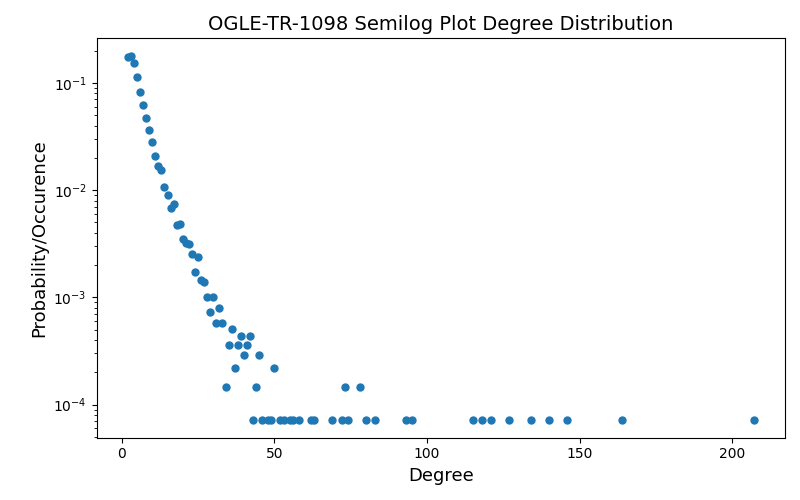 OGLE-TR-1098 Semilog Plot Degree Distribution
Probability/Occurence
10⁻¹
10⁻²
10⁻³
10⁻⁴
0 50 100 150 200
Degree